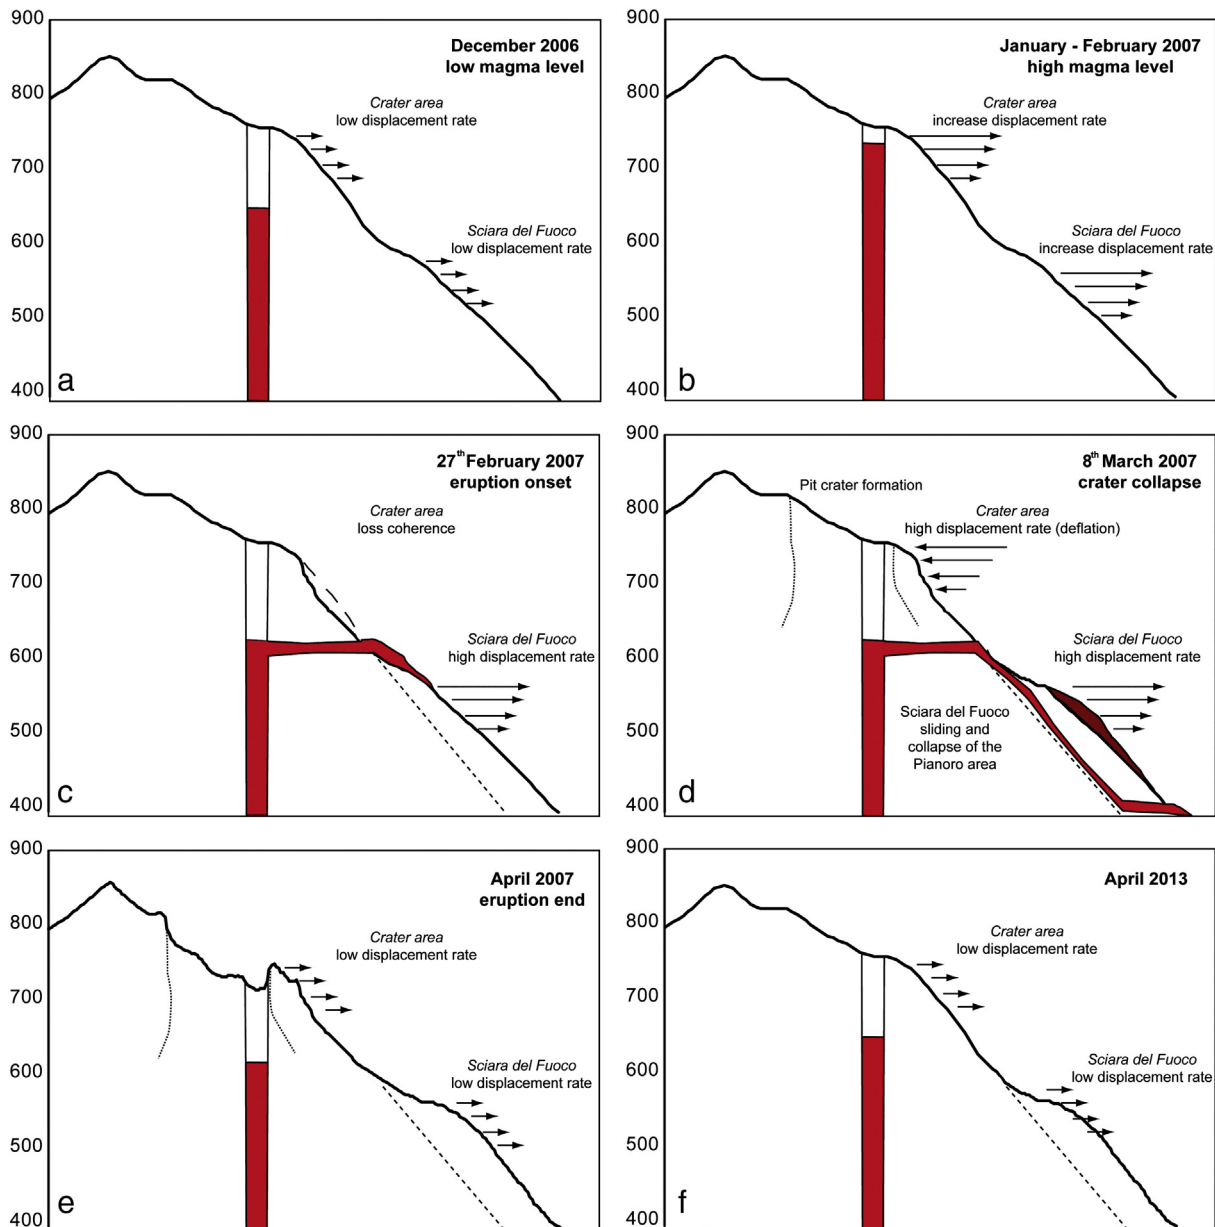 900
800
700
600
500
400
December 2006
low magma level
Crater area
low displacement rate
Sciara del Fuoco
low displacement rate
a
900
800
700
600
500
400
January - February 2007
high magma level
Crater area
increase displacement rate
Sciara del Fuoco
increase displacement rate
b
900
800
700
600
500
400
27th February 2007
eruption onset
Crater area
loss coherence
Sciara del Fuoco
high displacement rate
c
900
800
700
600
500
400
8th March 2007
crater collapse
Pit crater formation
Crater area
high displacement rate (deflation)
Sciara del Fuoco
high displacement rate
Sciara del Fuoco
sliding and
collapse of the
Pianoro area
d
900
800
700
600
500
400
April 2007
eruption end
Crater area
low displacement rate
Sciara del Fuoco
low displacement rate
e
900
800
700
600
500
400
April 2013
Crater area
low displacement rate
Sciara del Fuoco
low displacement rate
f